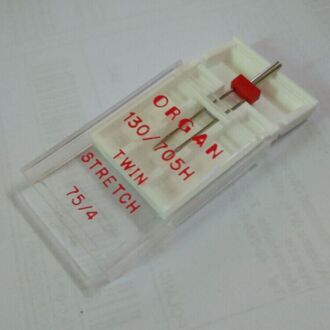 ORGAN
130/705H
TWIN
STRETCH
75/4